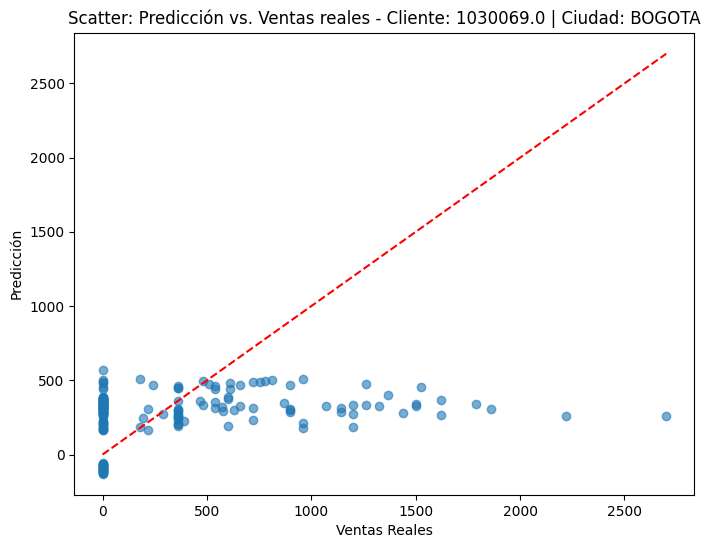 Scatter: Predicción vs. Ventas reales - Cliente: 1030069.0 | Ciudad: BOGOTA
2500
2000
1500
1000
500
0
Predicción
0 500 1000 1500 2000 2500
Ventas Reales